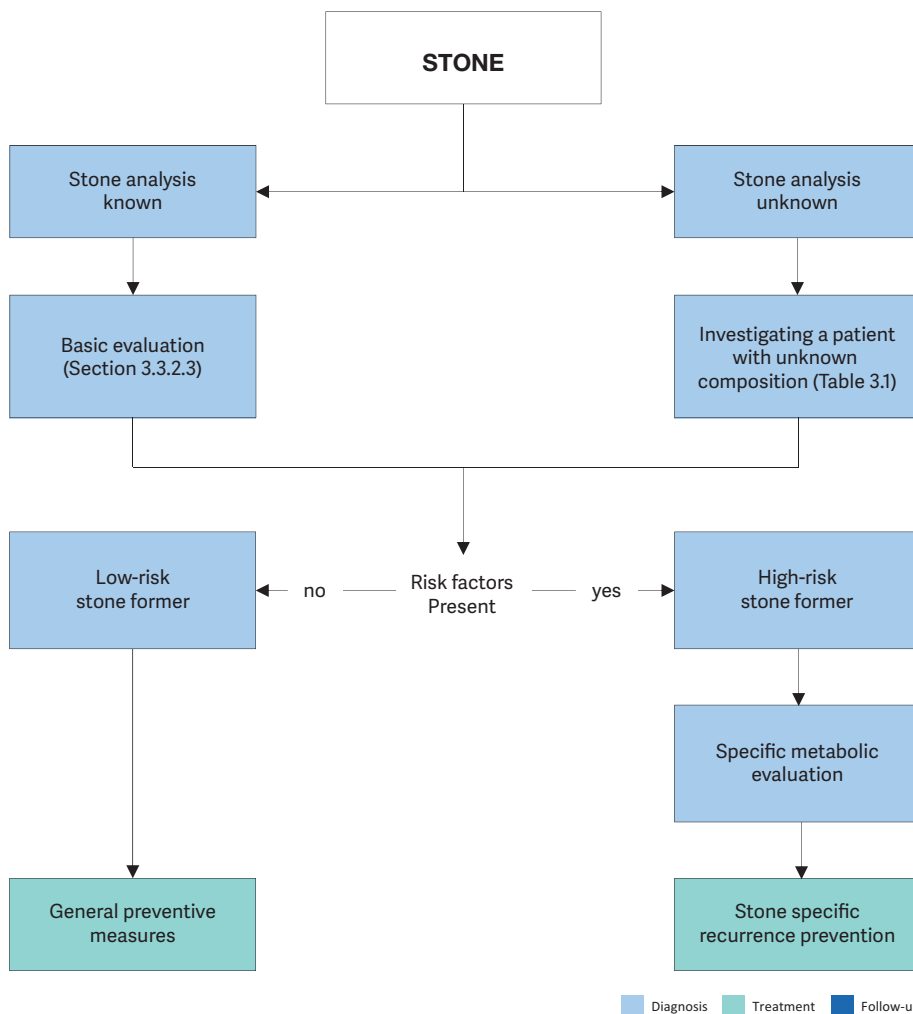 STONE
Stone analysis
known
Stone analysis
unknown
Basic evaluation
(Section 3.3.2.3)
Investigating a patient
with unknown
composition (Table 3.1)
Low-risk
stone former
no
Risk factors
Present
yes
High-risk
stone former
Specific metabolic
evaluation
General preventive
measures
Stone specific
recurrence prevention
Diagnosis
Treatment
Follow-u